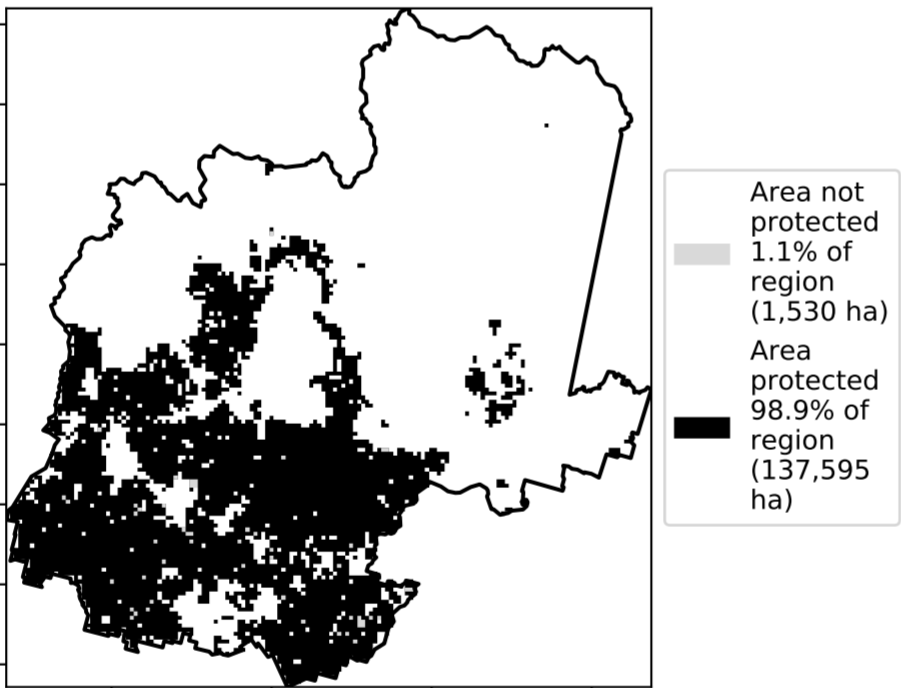 Area not
protected
1.1% of
region
(1,530 ha)
Area
protected
98.9% of
region
(137,595
ha)